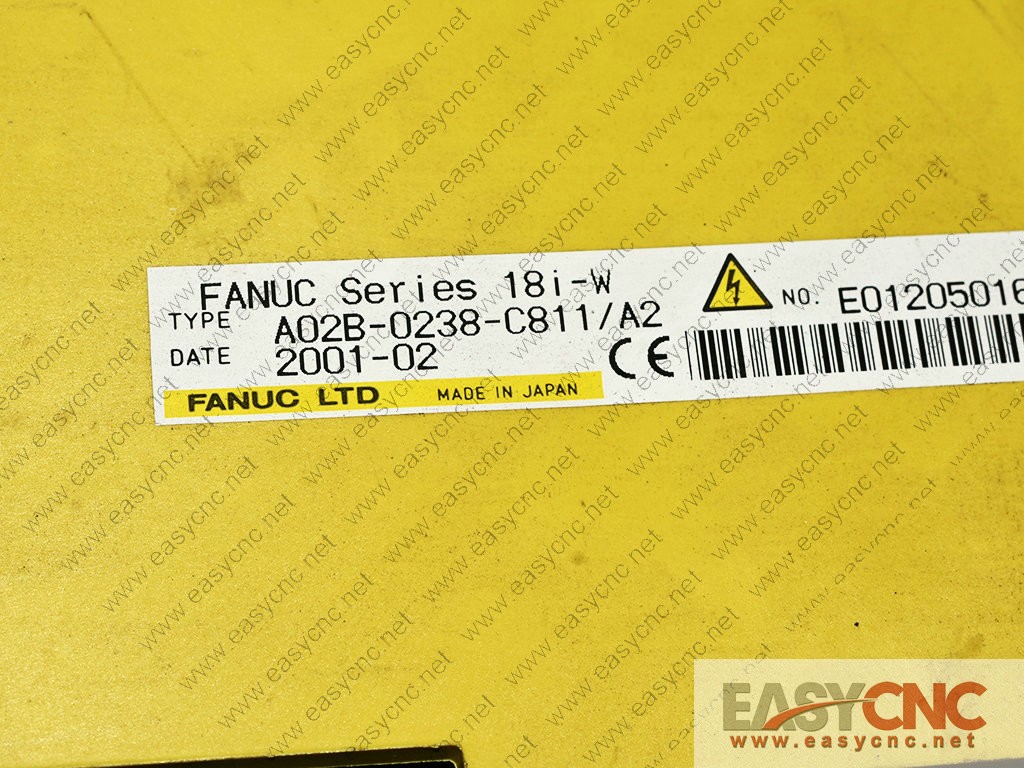 FANUC Series 18i-W
TYPE A02B-0238-C811/A2
DATE 2001-02
FANUC LTD MADE IN JAPAN
CE
NO. E01205016
EASYCNC
www.easycnc.net